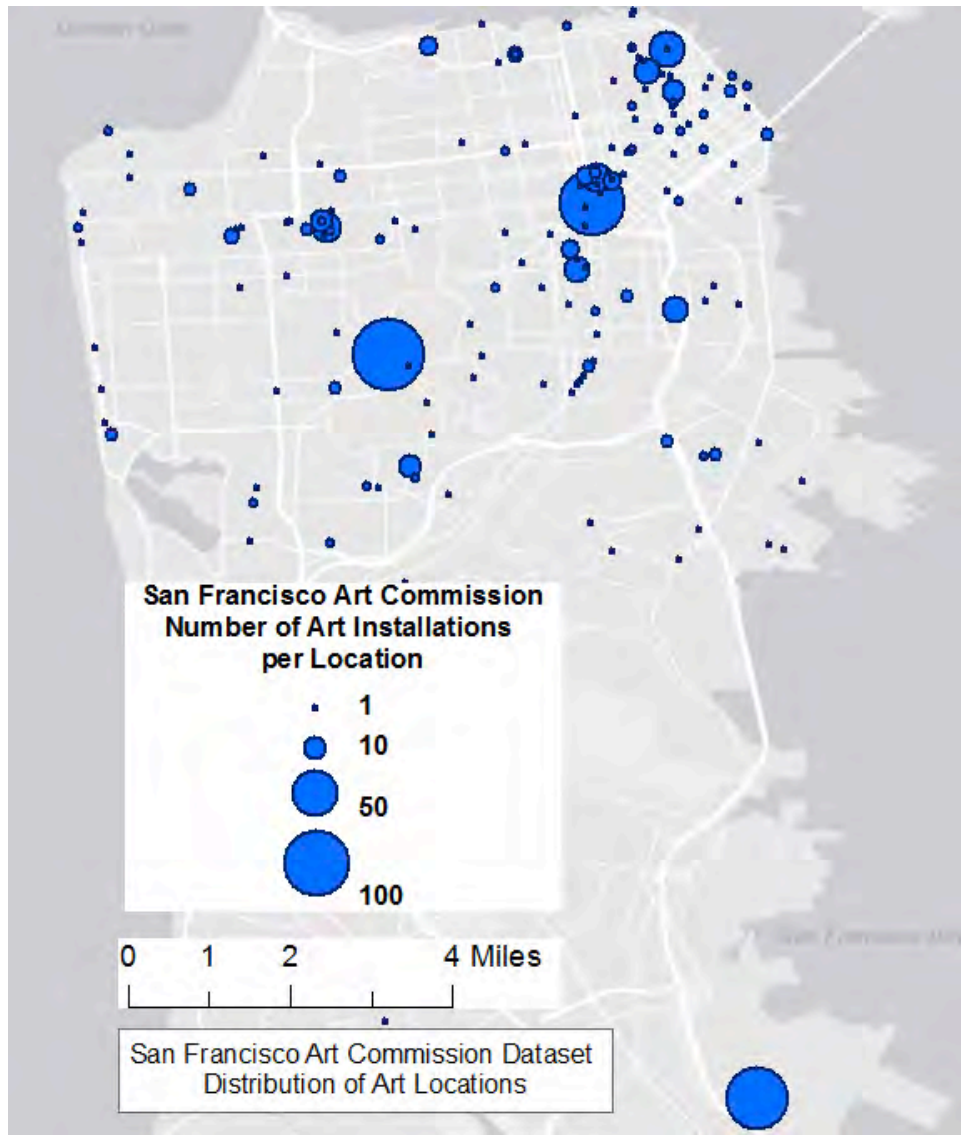 San Francisco Art Commission
Number of Art Installations
per Location
1
10
50
100
0 1 2 4 Miles
San Francisco Art Commission Dataset
Distribution of Art Locations